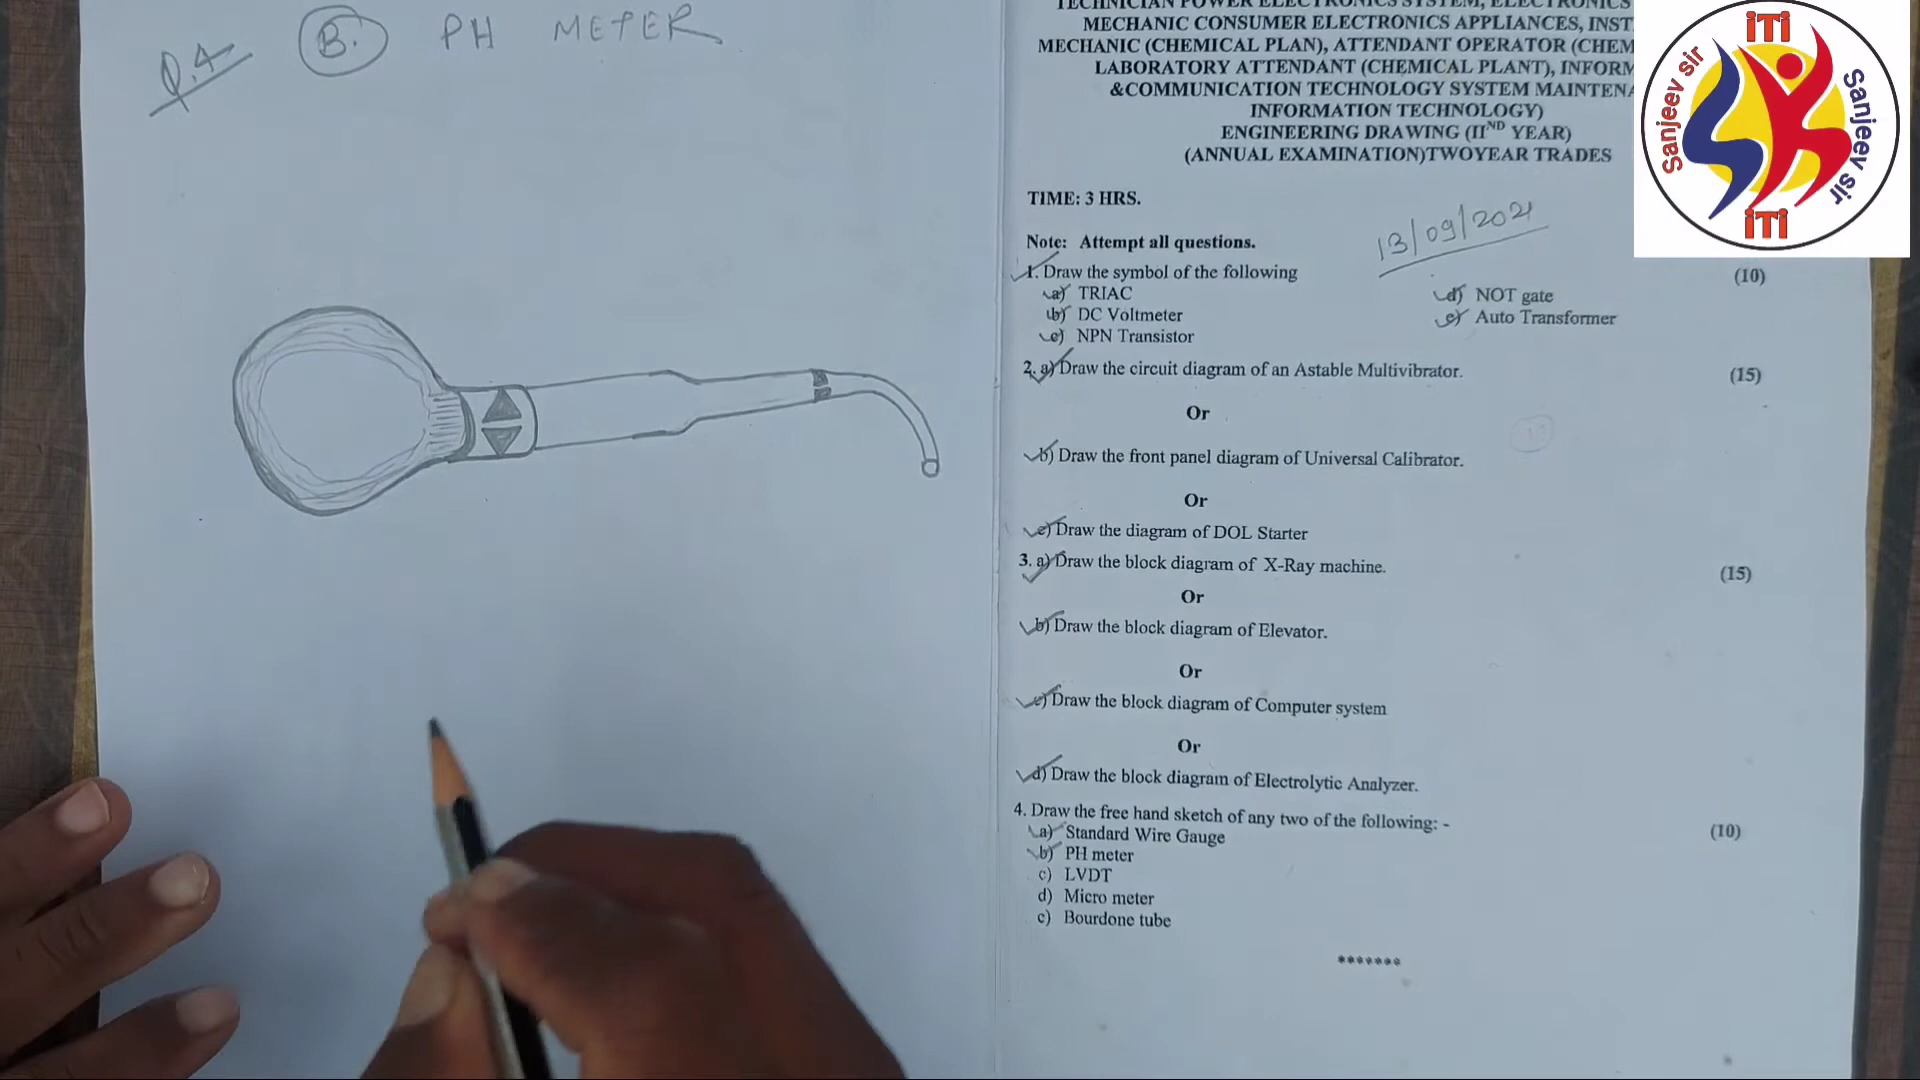 Q.4 B. PH METER
TECHNICIAN POWER ELECTRONICS SYSTEM, ELECTRONICS
MECHANIC CONSUMER ELECTRONICS APPLIANCES, INST
MECHANIC (CHEMICAL PLAN), ATTENDANT OPERATOR (CHEM
LABORATORY ATTENDANT (CHEMICAL PLANT), INFORM
&COMMUNICATION TECHNOLOGY SYSTEM MAINTENA
INFORMATION TECHNOLOGY)
ENGINEERING DRAWING (IIND YEAR)
(ANNUAL EXAMINATION)TWOYEAR TRADES
TIME: 3 HRS.
13/09/2021
Note: Attempt all questions.
1. Draw the symbol of the following (10)
a) TRIAC
b) DC Voltmeter
c) NPN Transistor
d) NOT gate
e) Auto Transformer
2. a) Draw the circuit diagram of an Astable Multivibrator. (15)
Or
b) Draw the front panel diagram of Universal Calibrator.
Or
c) Draw the diagram of DOL Starter
3. a) Draw the block diagram of X-Ray machine. (15)
Or
b) Draw the block diagram of Elevator.
Or
c) Draw the block diagram of Computer system
Or
d) Draw the block diagram of Electrolytic Analyzer.
4. Draw the free hand sketch of any two of the following: - (10)
a) Standard Wire Gauge
b) PH meter
c) LVDT
d) Micro meter
c) Bourdone tube
*******
iTi
Sanjeev sir
Sanjeev sir
iTi